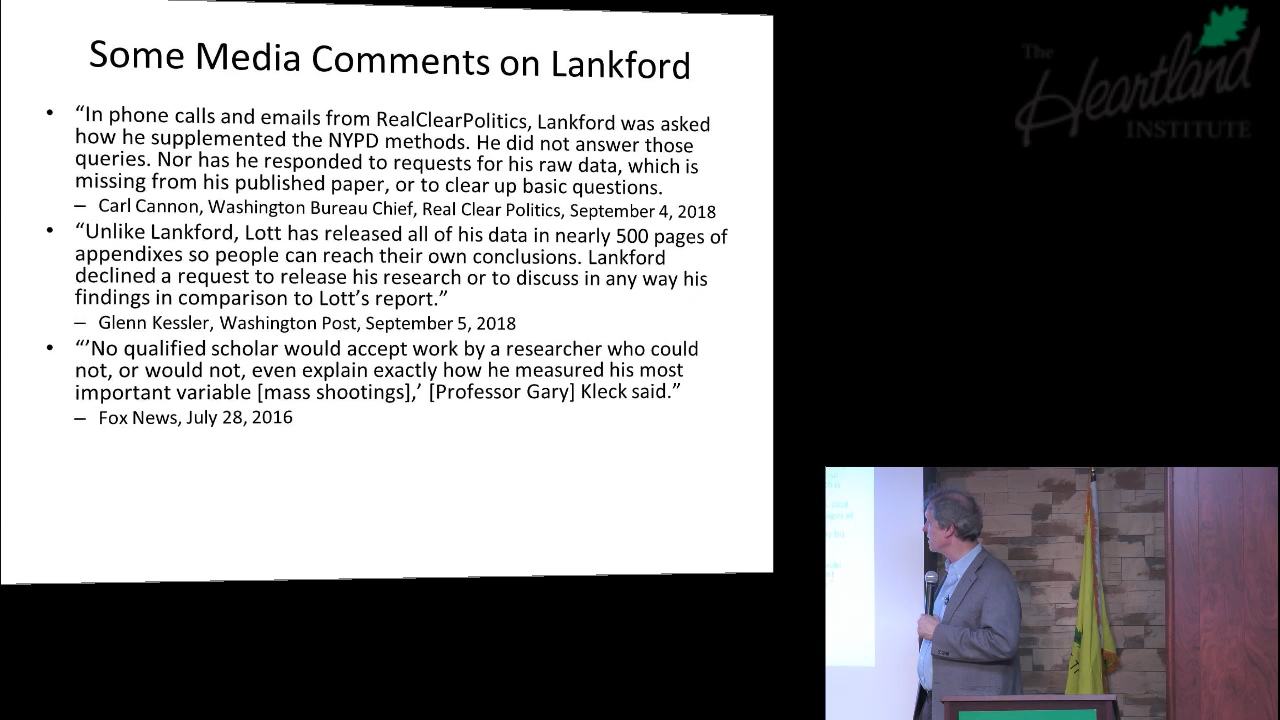 Some Media Comments on Lankford
• “In phone calls and emails from RealClearPolitics, Lankford was asked
how he supplemented the NYPD methods. He did not answer those
queries. Nor has he responded to requests for his raw data, which is
missing from his published paper, or to clear up basic questions.
– Carl Cannon, Washington Bureau Chief, Real Clear Politics, September 4, 2018
• “Unlike Lankford, Lott has released all of his data in nearly 500 pages of
appendixes so people can reach their own conclusions. Lankford
declined a request to release his research or to discuss in any way his
findings in comparison to Lott’s report.”
– Glenn Kessler, Washington Post, September 5, 2018
• “’No qualified scholar would accept work by a researcher who could
not, or would not, even explain exactly how he measured his most
important variable [mass shootings],’ [Professor Gary] Kleck said.”
– Fox News, July 28, 2016
The
Heartland
INSTITUTE